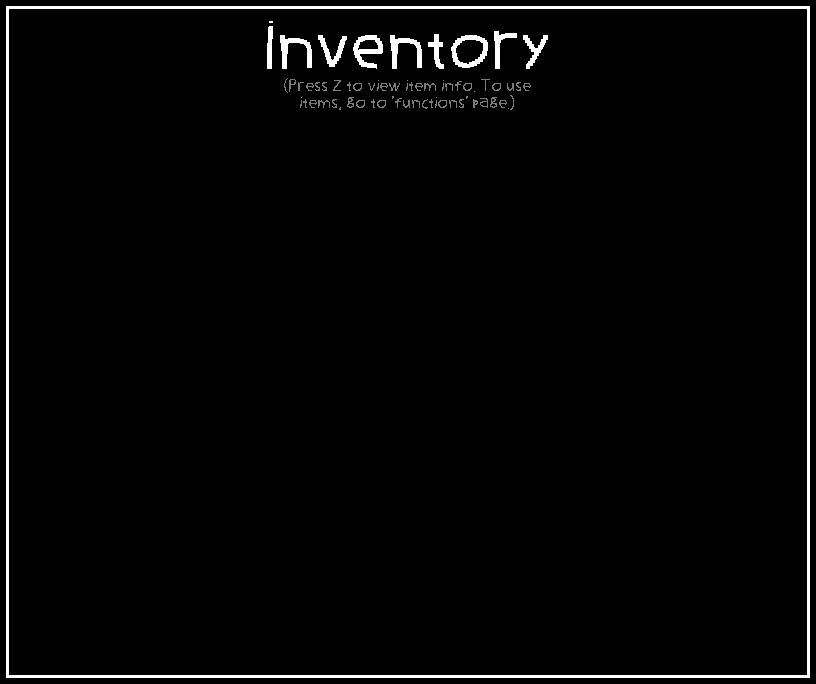 Inventory
(Press Z to view item info. To use
items, go to 'functions' page.)